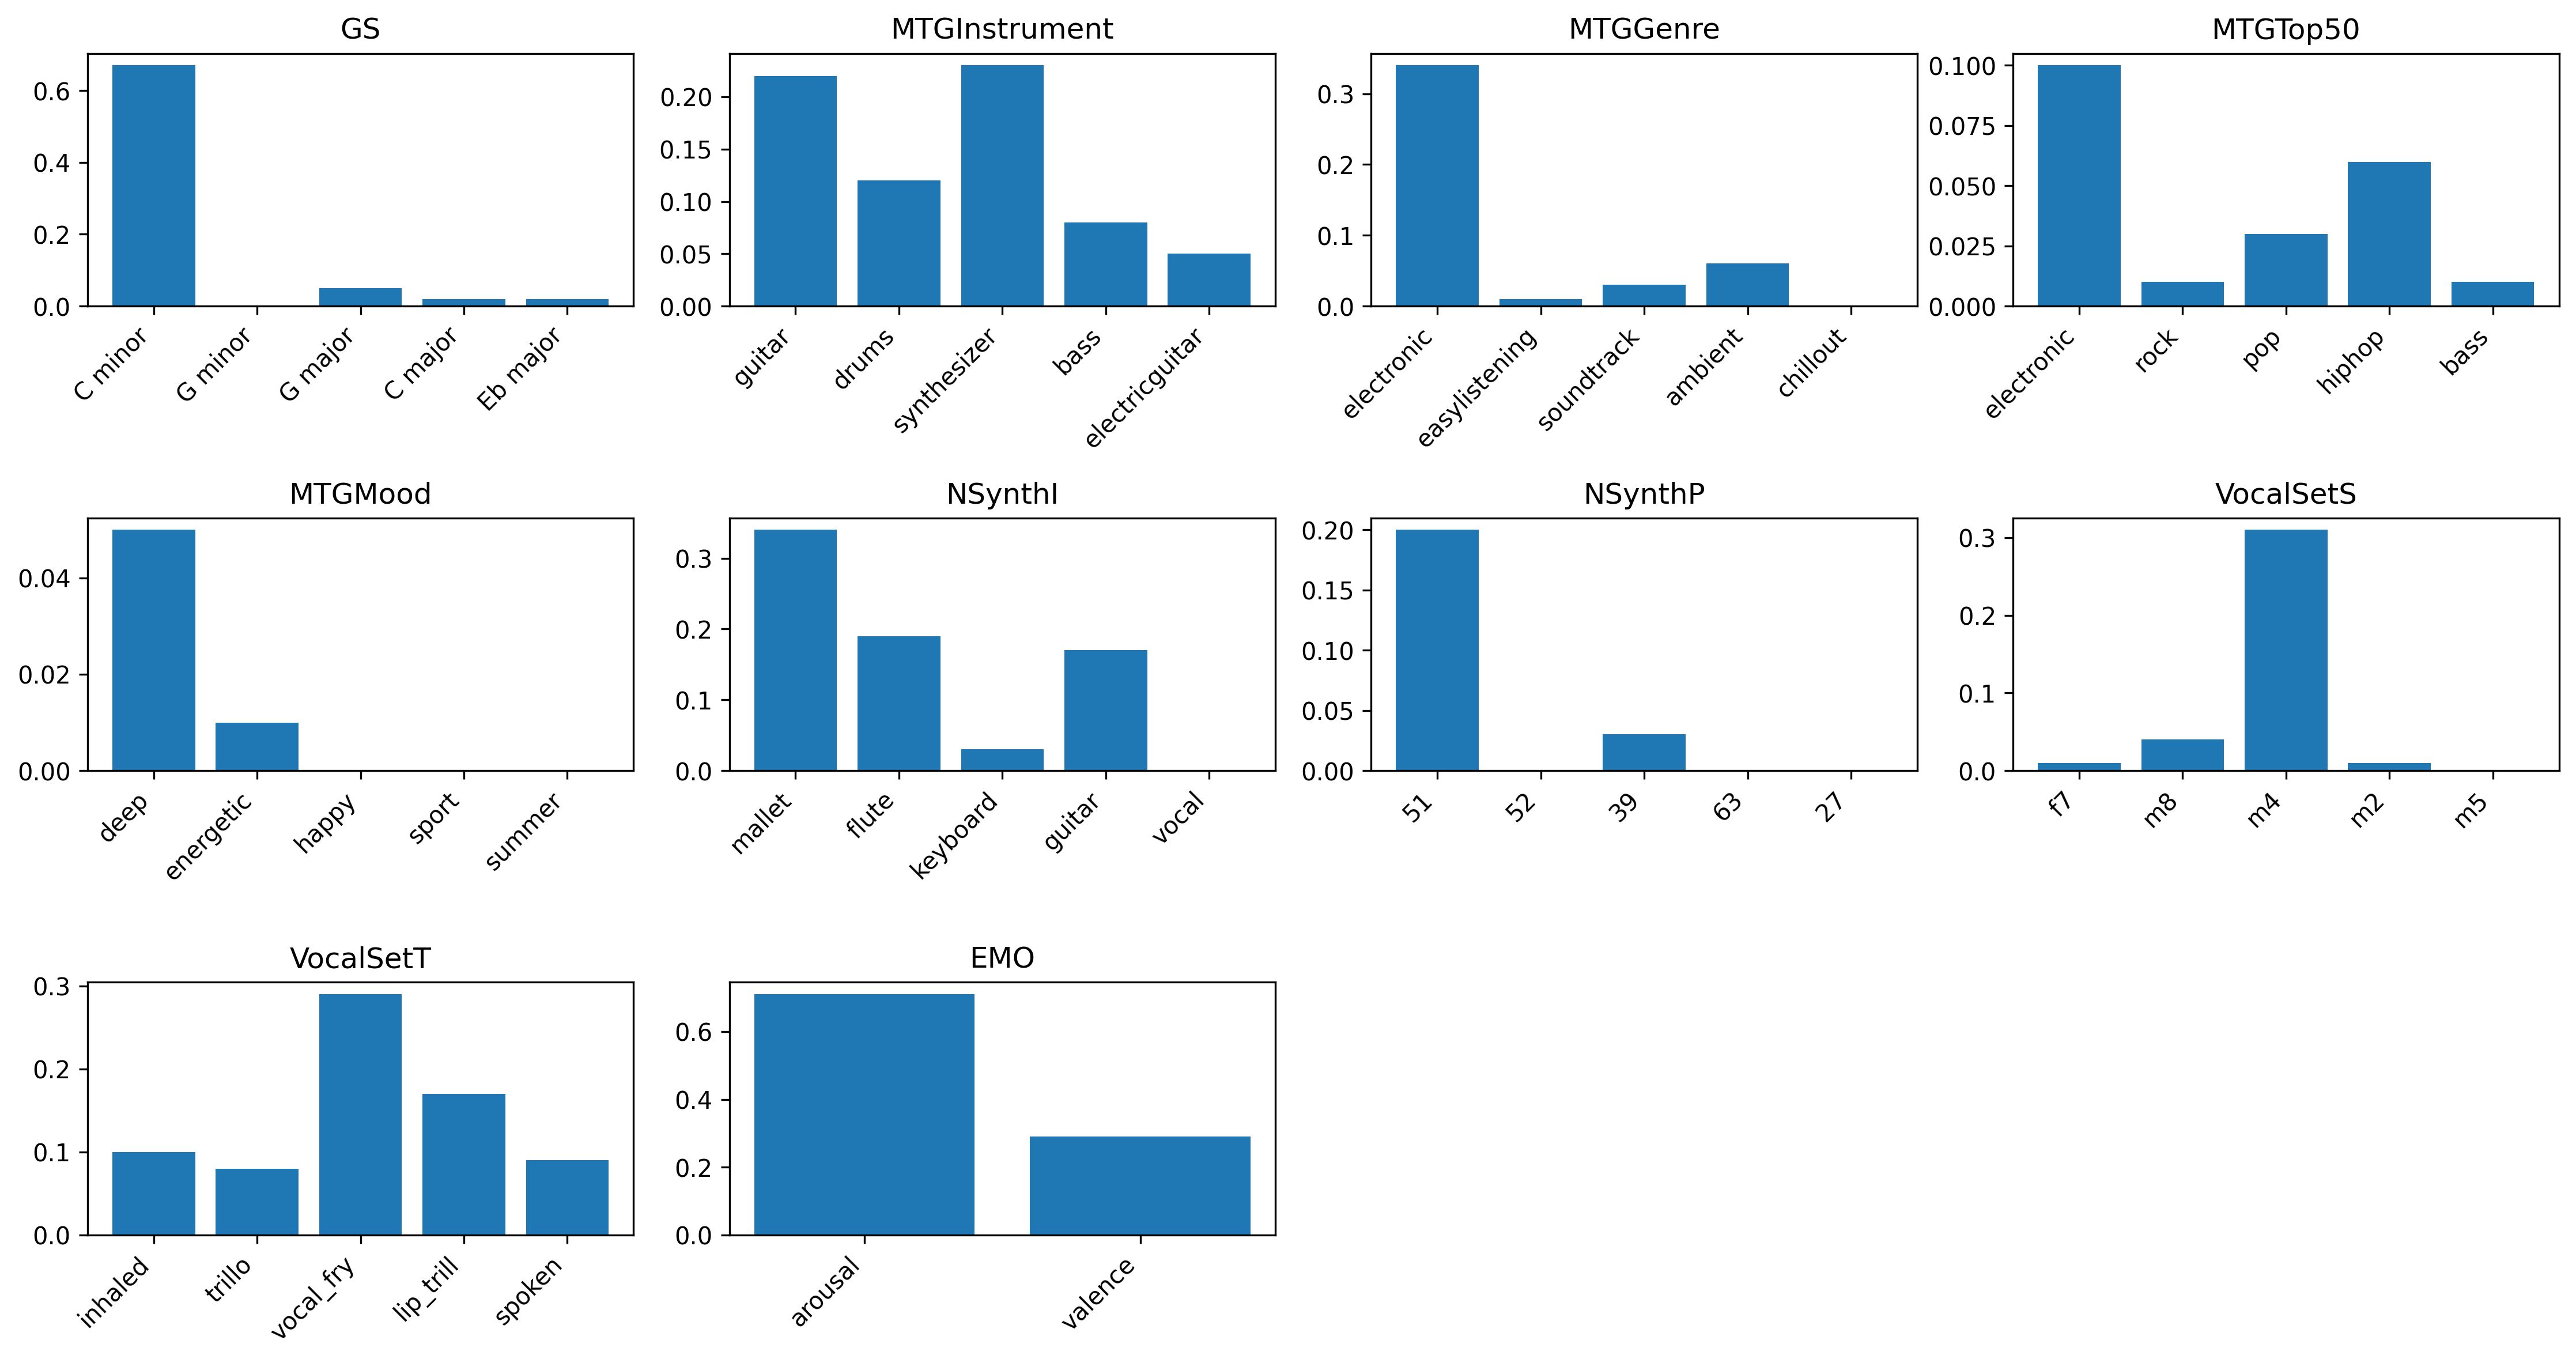 GS
0.6
0.4
0.2
0.0
C minor
G minor
G major
C major
Eb major
MTGInstrument
0.20
0.15
0.10
0.05
0.00
guitar
drums
synthesizer
bass
electricguitar
MTGGenre
0.3
0.2
0.1
0.0
electronic
easylistening
soundtrack
ambient
chillout
MTGTop50
0.100
0.075
0.050
0.025
0.000
electronic
rock
pop
hiphop
bass
MTGMood
0.04
0.02
0.00
deep
energetic
happy
sport
summer
NSynthI
0.3
0.2
0.1
0.0
mallet
flute
keyboard
guitar
vocal
NSynthP
0.20
0.15
0.10
0.05
0.00
51
52
39
63
27
VocalSetS
0.3
0.2
0.1
0.0
f7
m8
m4
m2
m5
VocalSetT
0.3
0.2
0.1
0.0
inhaled
trillo
vocal_fry
lip_trill
spoken
EMO
0.6
0.4
0.2
0.0
arousal
valence